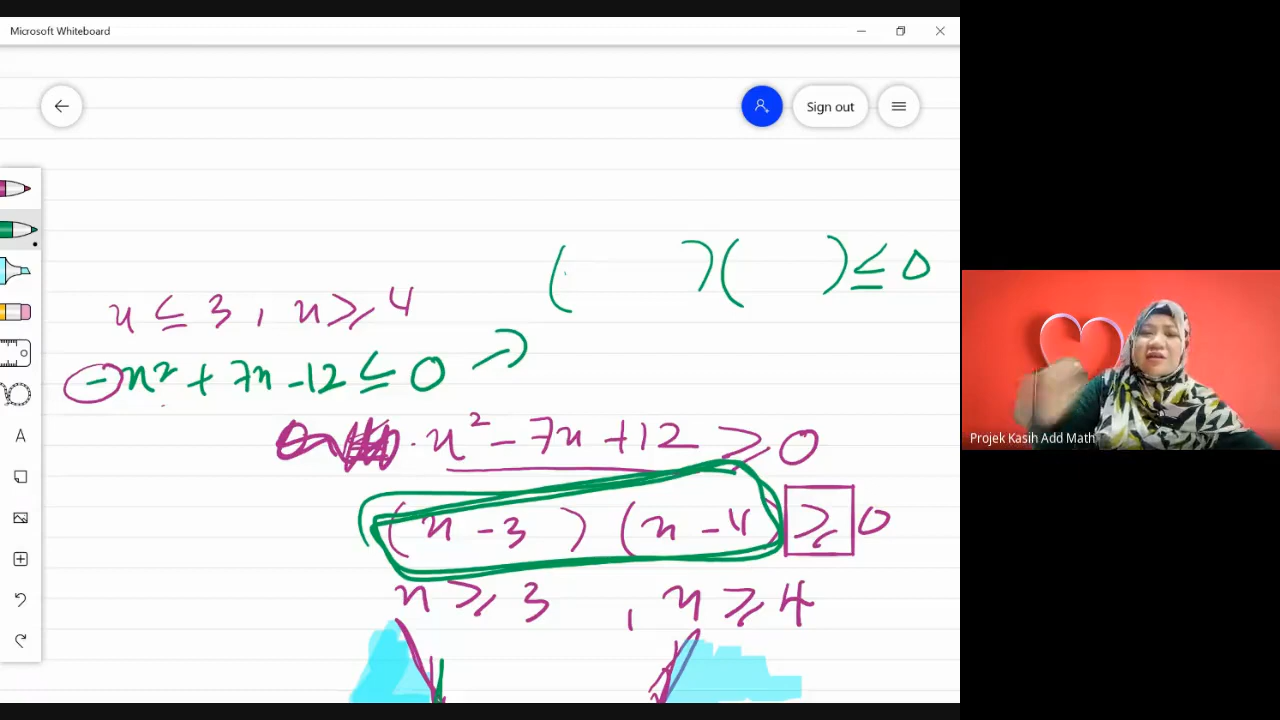 Microsoft Whiteboard
Sign out
( )( ) ≤ 0
x ≤ 3, x ≥ 4
-x² + 7x - 12 ≤ 0
x² - 7x + 12 ≥ 0
(x - 3) (x - 4) ≥ 0
x ≥ 3, x ≥ 4
A
Projek Kasih Add Math